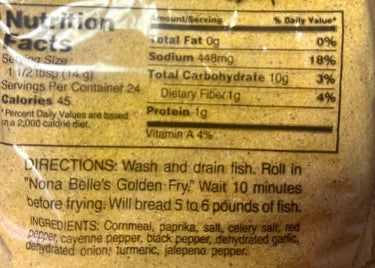 Nutrition Facts
Serving Size
1 1/2 tbsp (14 g)
Servings Per Container 24
Calories 45
*Percent Daily Values are based
on a 2,000 calorie diet.
Amount/Serving % Daily Value*
Total Fat 0g 0%
Sodium 448mg 18%
Total Carbohydrate 10g 3%
Dietary Fiber 1g 4%
Protein 1g
Vitamin A 4%
DIRECTIONS: Wash and drain fish. Roll in
"Nona Belle's Golden Fry." Wait 10 minutes
before frying. Will bread 5 to 6 pounds of fish.
INGREDIENTS: Cornmeal, paprika, salt, celery salt, red
pepper, cayenne pepper, black pepper, dehydrated garlic,
dehydrated onion, turmeric, jalepeno pepper.